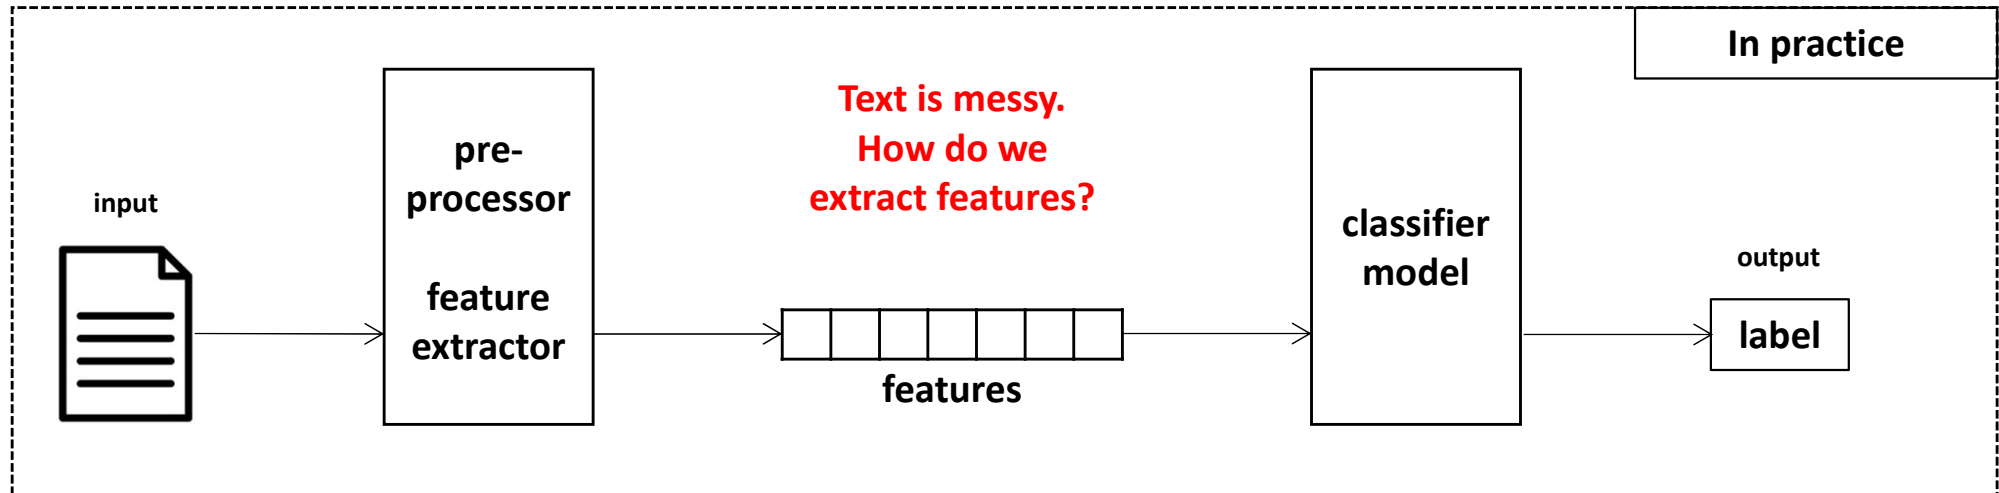 In practice
input
pre-
processor
feature
extractor
Text is messy.
How do we
extract features?
features
classifier
model
output
label